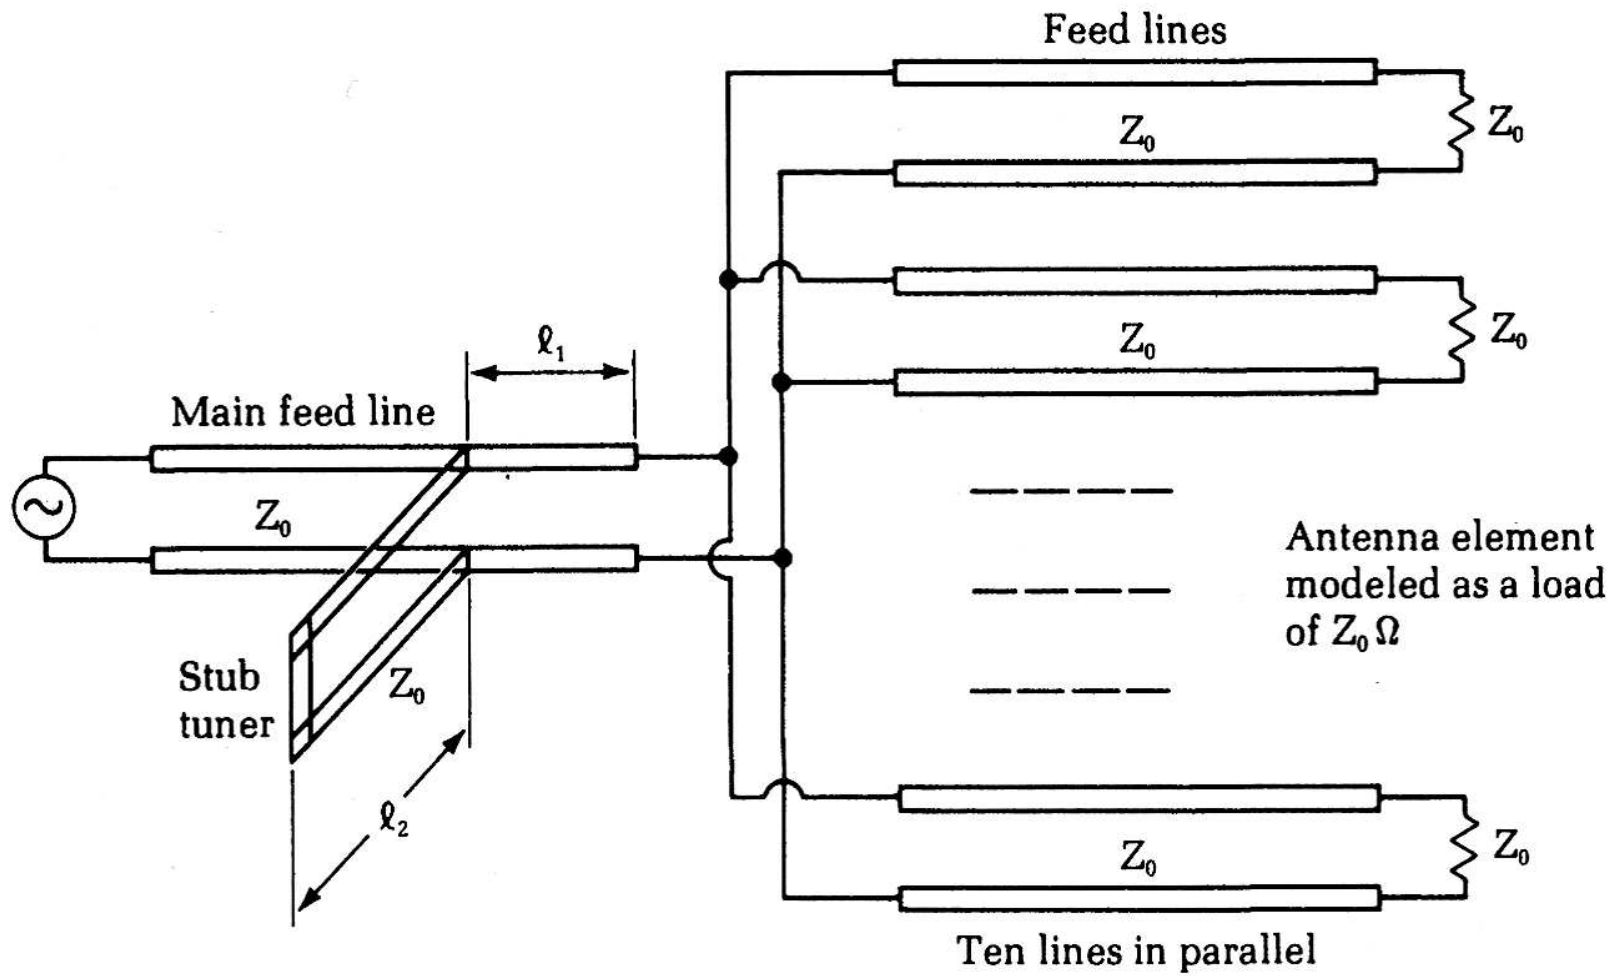 Feed lines
Z₀
Z₀
Z₀
Z₀
ℓ₁
Main feed line
Z₀
Antenna element
modeled as a load
of Z₀ Ω
Stub
tuner
Z₀
ℓ₂
Z₀
Z₀
Ten lines in parallel